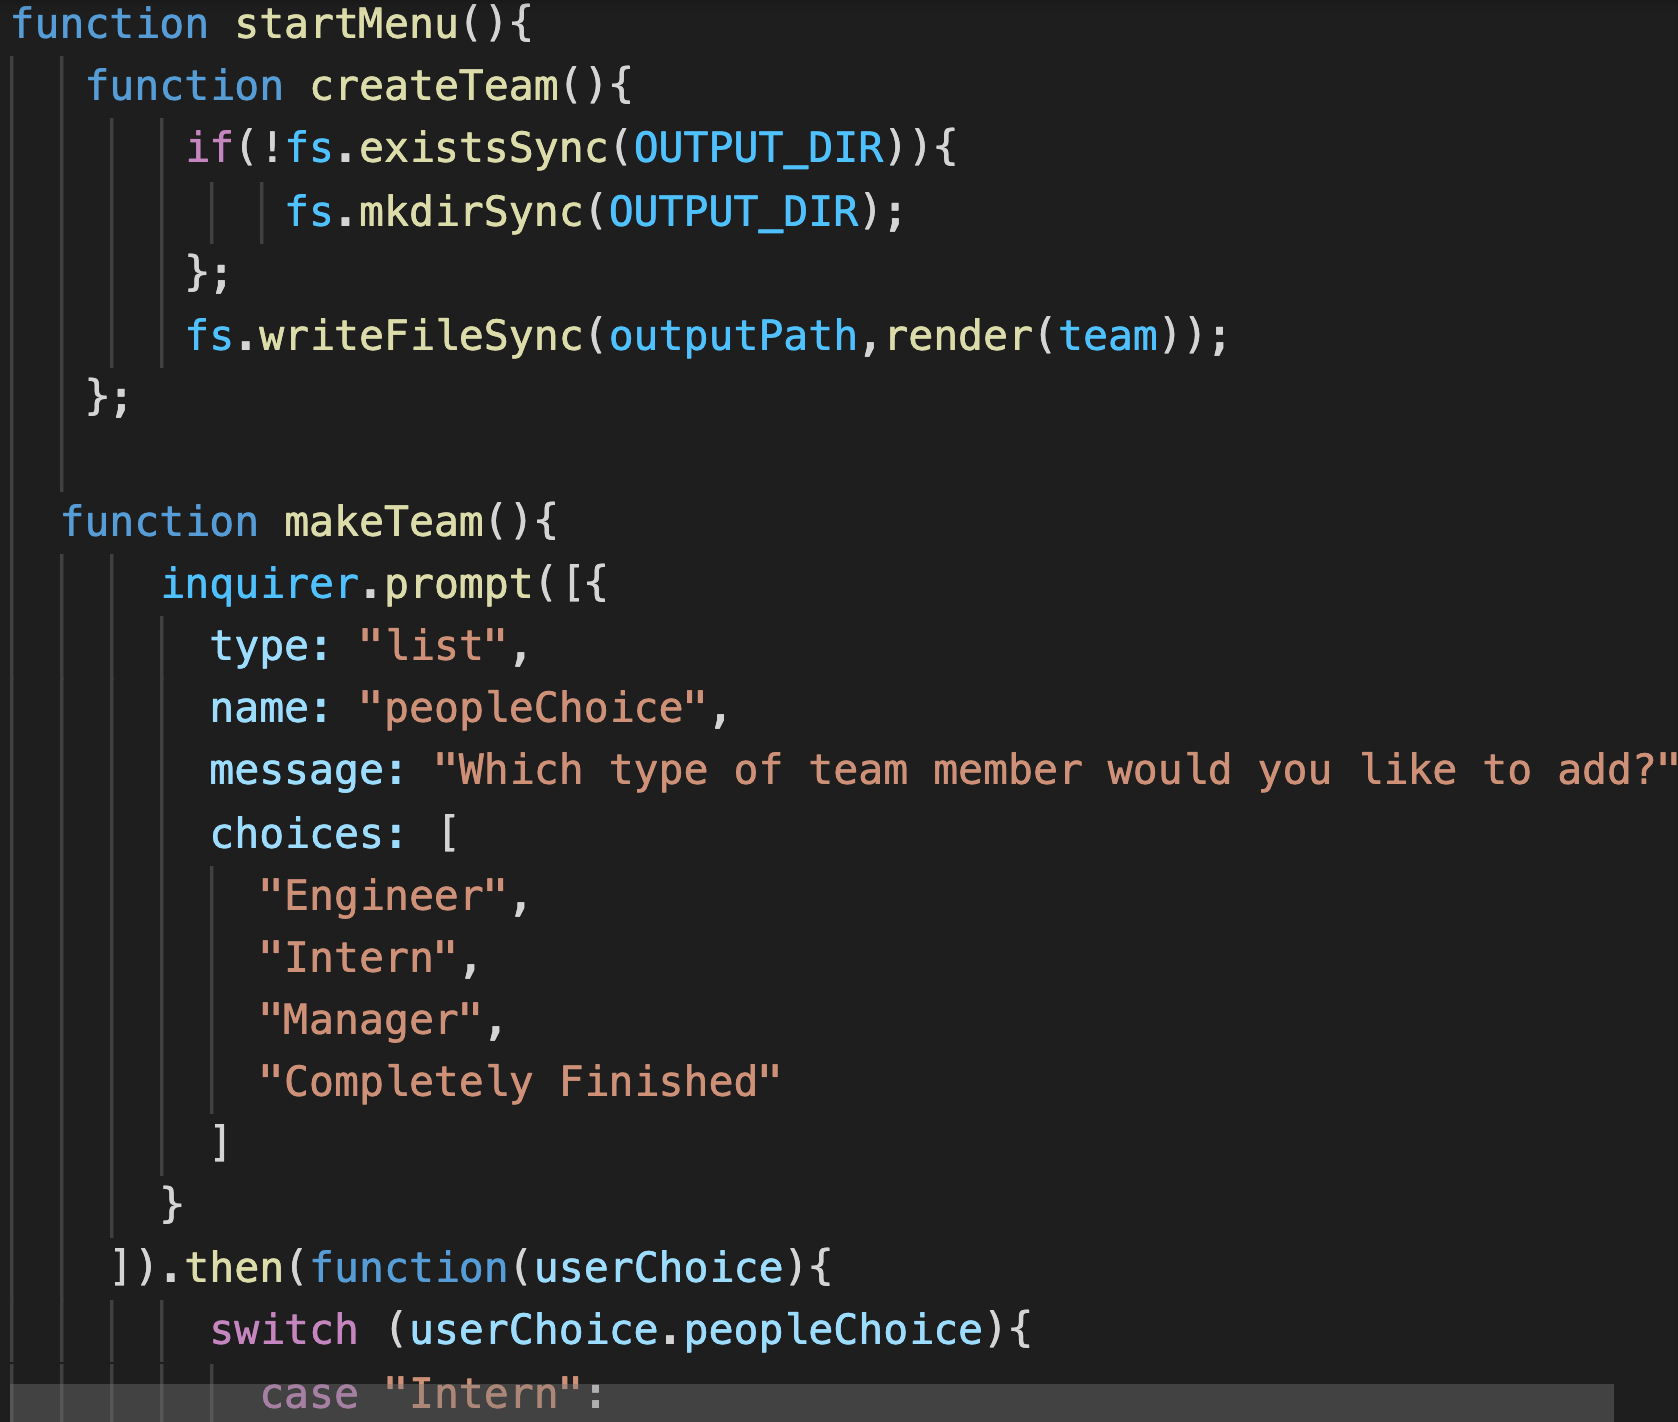 function startMenu(){
function createTeam(){
if(!fs.existsSync(OUTPUT_DIR)){
fs.mkdirSync(OUTPUT_DIR);
};
fs.writeFileSync(outputPath,render(team));
};
function makeTeam(){
inquirer.prompt([{
type: "list",
name: "peopleChoice",
message: "Which type of team member would you like to add?"
choices: [
"Engineer",
"Intern",
"Manager",
"Completely Finished"
]
}
]).then(function(userChoice){
switch (userChoice.peopleChoice){
case "Intern":